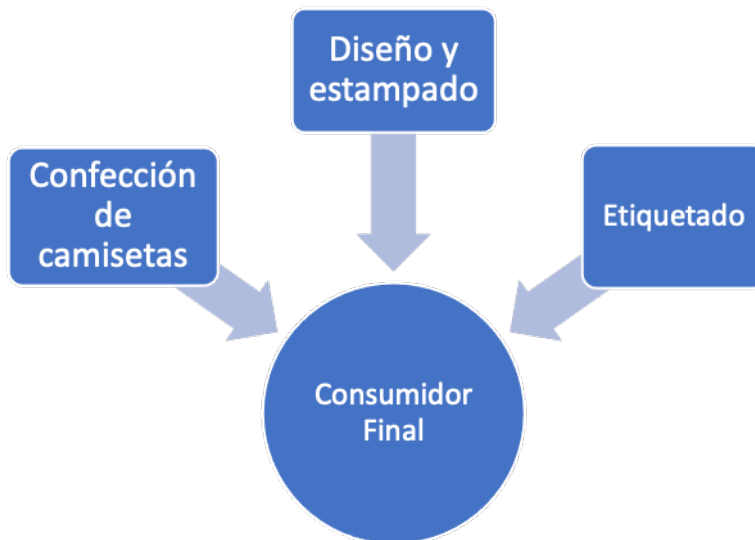 Diseño y
estampado
Confección
de
camisetas
Etiquetado
Consumidor
Final